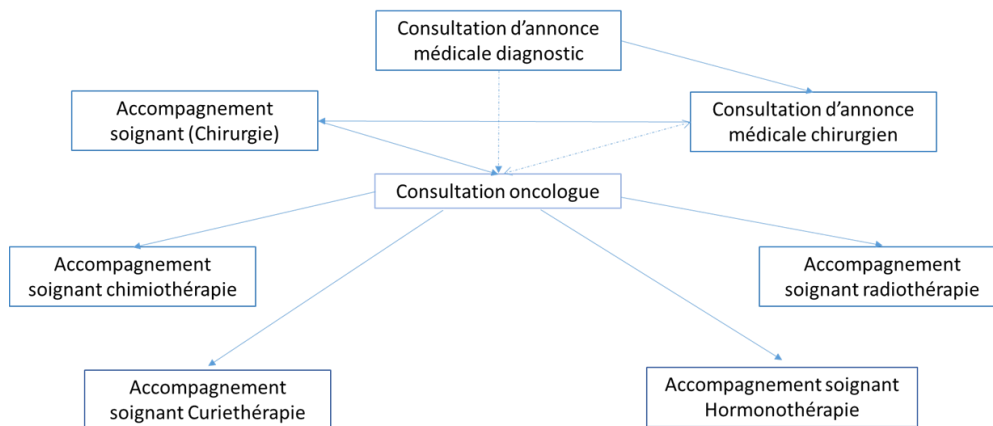 Consultation d'annonce
médicale diagnostic
Accompagnement
soignant (Chirurgie)
Consultation d'annonce
médicale chirurgien
Consultation oncologue
Accompagnement
soignant chimiothérapie
Accompagnement
soignant radiothérapie
Accompagnement
soignant Curiethérapie
Accompagnement soignant
Hormonothérapie